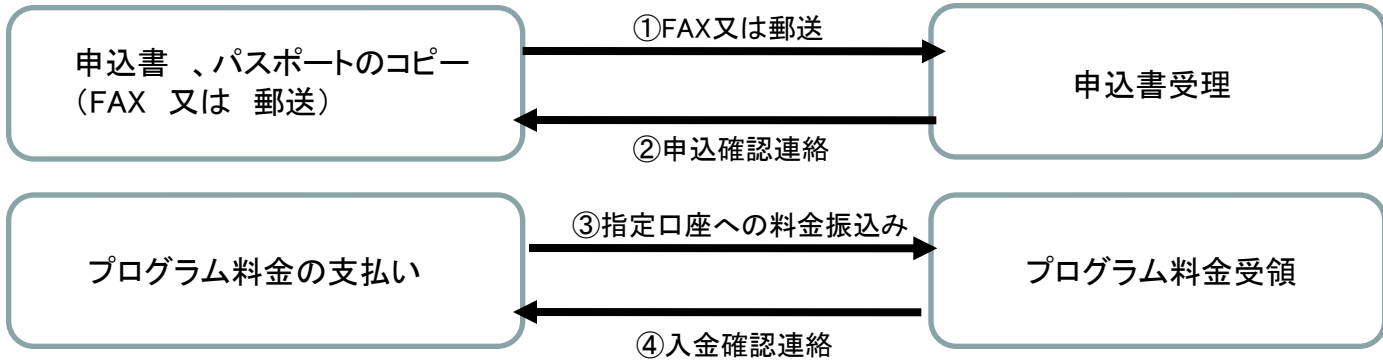 ①FAX又は郵送
申込書　、パスポートのコピー
（FAX　又は　郵送）
申込書受理
②申込確認連絡
③指定口座への料金振込み
プログラム料金の支払い
プログラム料金受領
④入金確認連絡